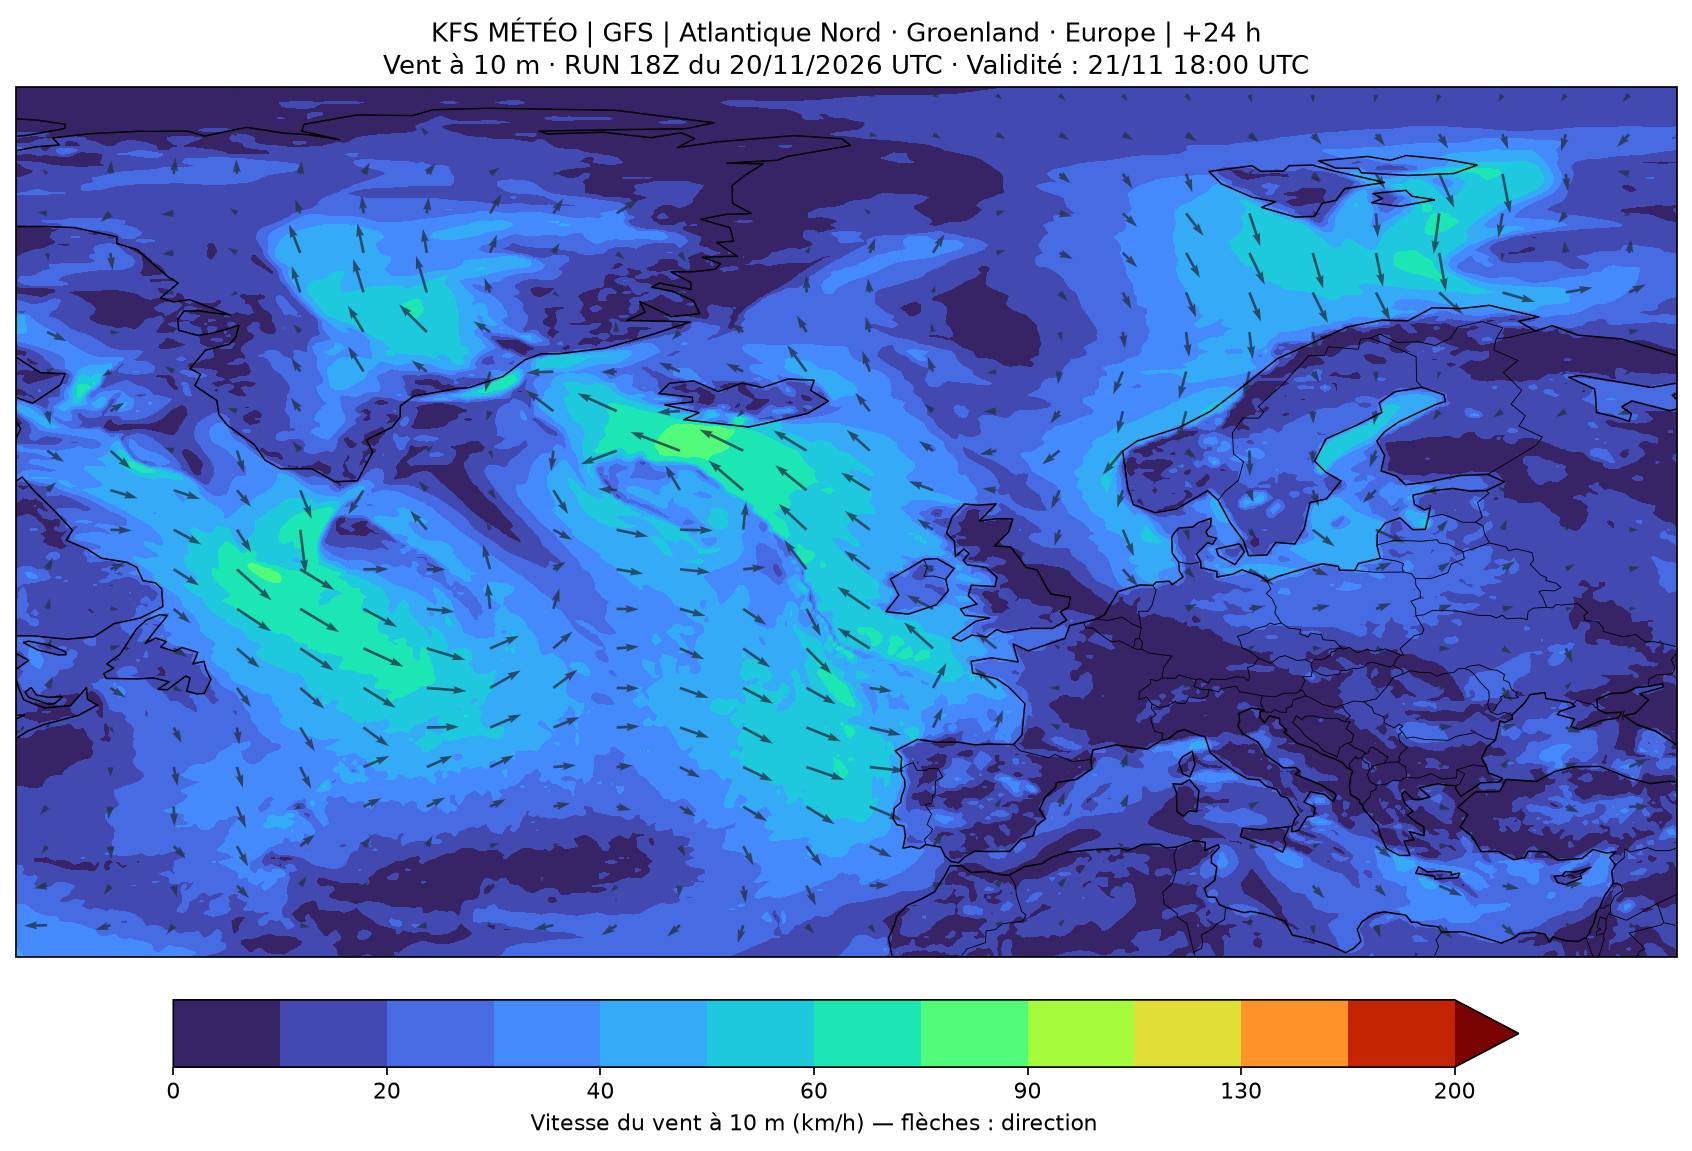 KFS MÉTÉO | GFS | Atlantique Nord · Groenland · Europe | +24 h
Vent à 10 m · RUN 18Z du 20/11/2026 UTC · Validité : 21/11 18:00 UTC
0 20 40 60 90 130 200
Vitesse du vent à 10 m (km/h) — flèches : direction